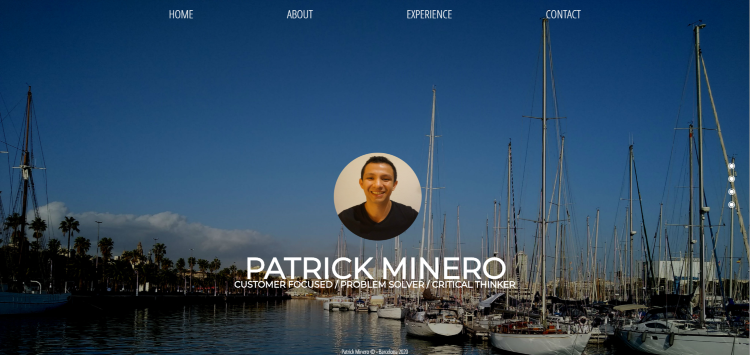 HOME ABOUT EXPERIENCE CONTACT
PATRICK MINERO
CUSTOMER FOCUSED / PROBLEM SOLVER / CRITICAL THINKER
Patrick Minero © - Barcelona 2020